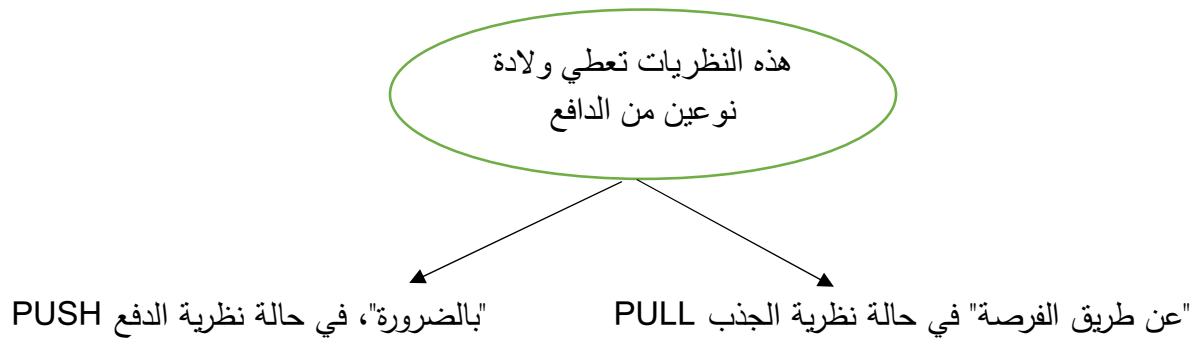 هذه النظريات تعطي ولادة
نوعين من الدافع
"عن طريق الفرصة" في حالة نظرية الجذب PULL
"بالضرورة"، في حالة نظرية الدفع PUSH